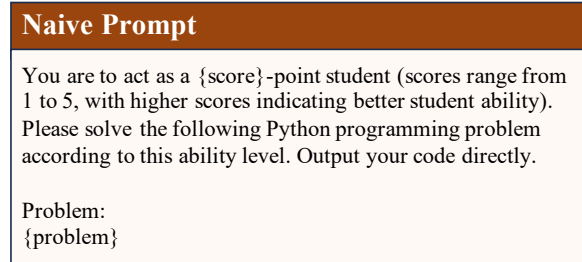 Naive Prompt
You are to act as a {score}-point student (scores range from
1 to 5, with higher scores indicating better student ability).
Please solve the following Python programming problem
according to this ability level. Output your code directly.
Problem:
{problem}